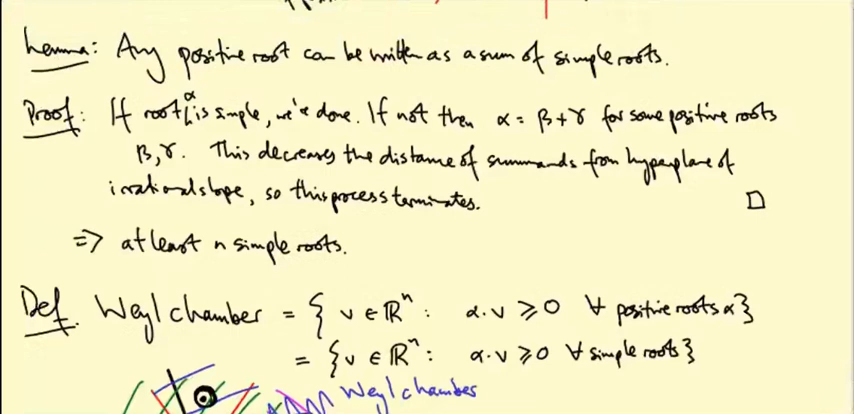 Lemma: Any positive root can be written as a sum of simple roots.
Proof: If root α is simple, we're done. If not then α = β+γ for some positive roots
β, γ. This decreases the distance of summands from hyperplane of
irrational slope, so this process terminates. □
=> at least n simple roots.
Def. Weyl chamber = { v ∈ ℝⁿ : α.v ⩾ 0 ∀ positive roots α }
= { v ∈ ℝⁿ : α.v ⩾ 0 ∀ simple roots }
Weyl chamber